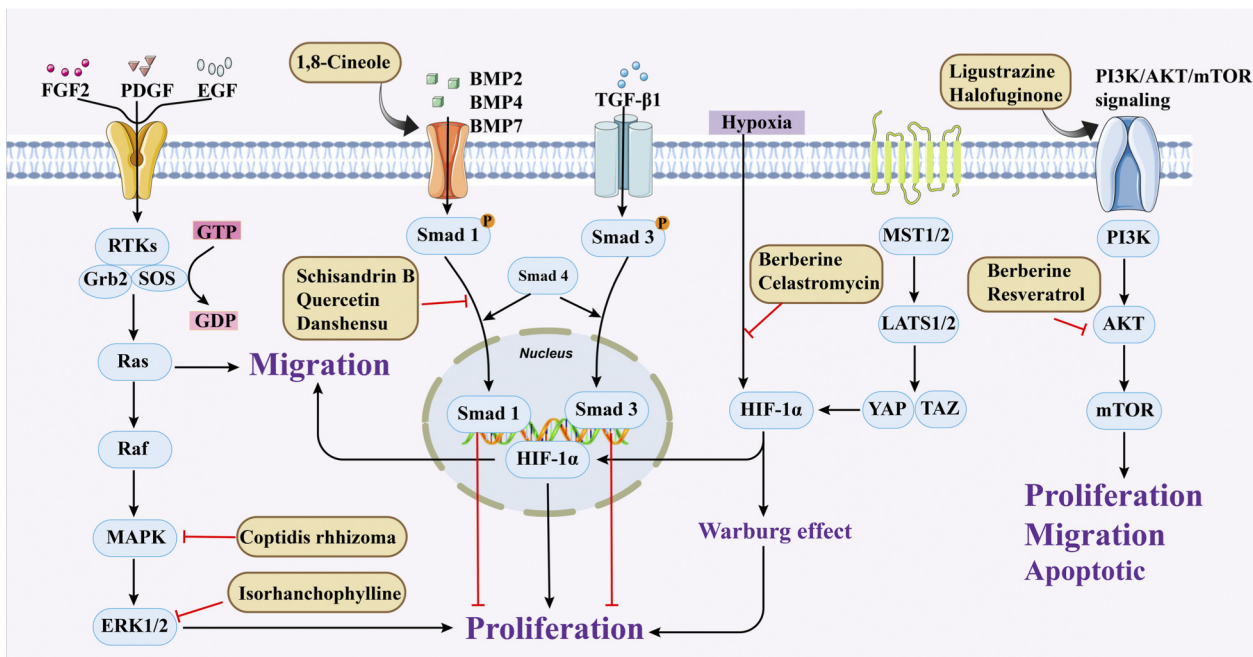 FGF2
PDGF
EGF
1,8-Cineole
BMP2
BMP4
BMP7
TGF-β1
Hypoxia
Ligustrazine
Halofuginone
PI3K/AKT/mTOR
signaling
RTKs
Grb2
SOS
GTP
GDP
Smad 1
P
Smad 3
P
Smad 4
Schisandrin B
Quercetin
Danshensu
Berberine
Celastromycin
MST1/2
LATS1/2
PI3K
Berberine
Resveratrol
AKT
Ras
Migration
Nucleus
Smad 1
Smad 3
HIF-1α
HIF-1α
YAP
TAZ
mTOR
Raf
MAPK
Coptidis rhhizoma
Isorhanchophylline
ERK1/2
Proliferation
Warburg effect
Proliferation
Migration
Apoptotic